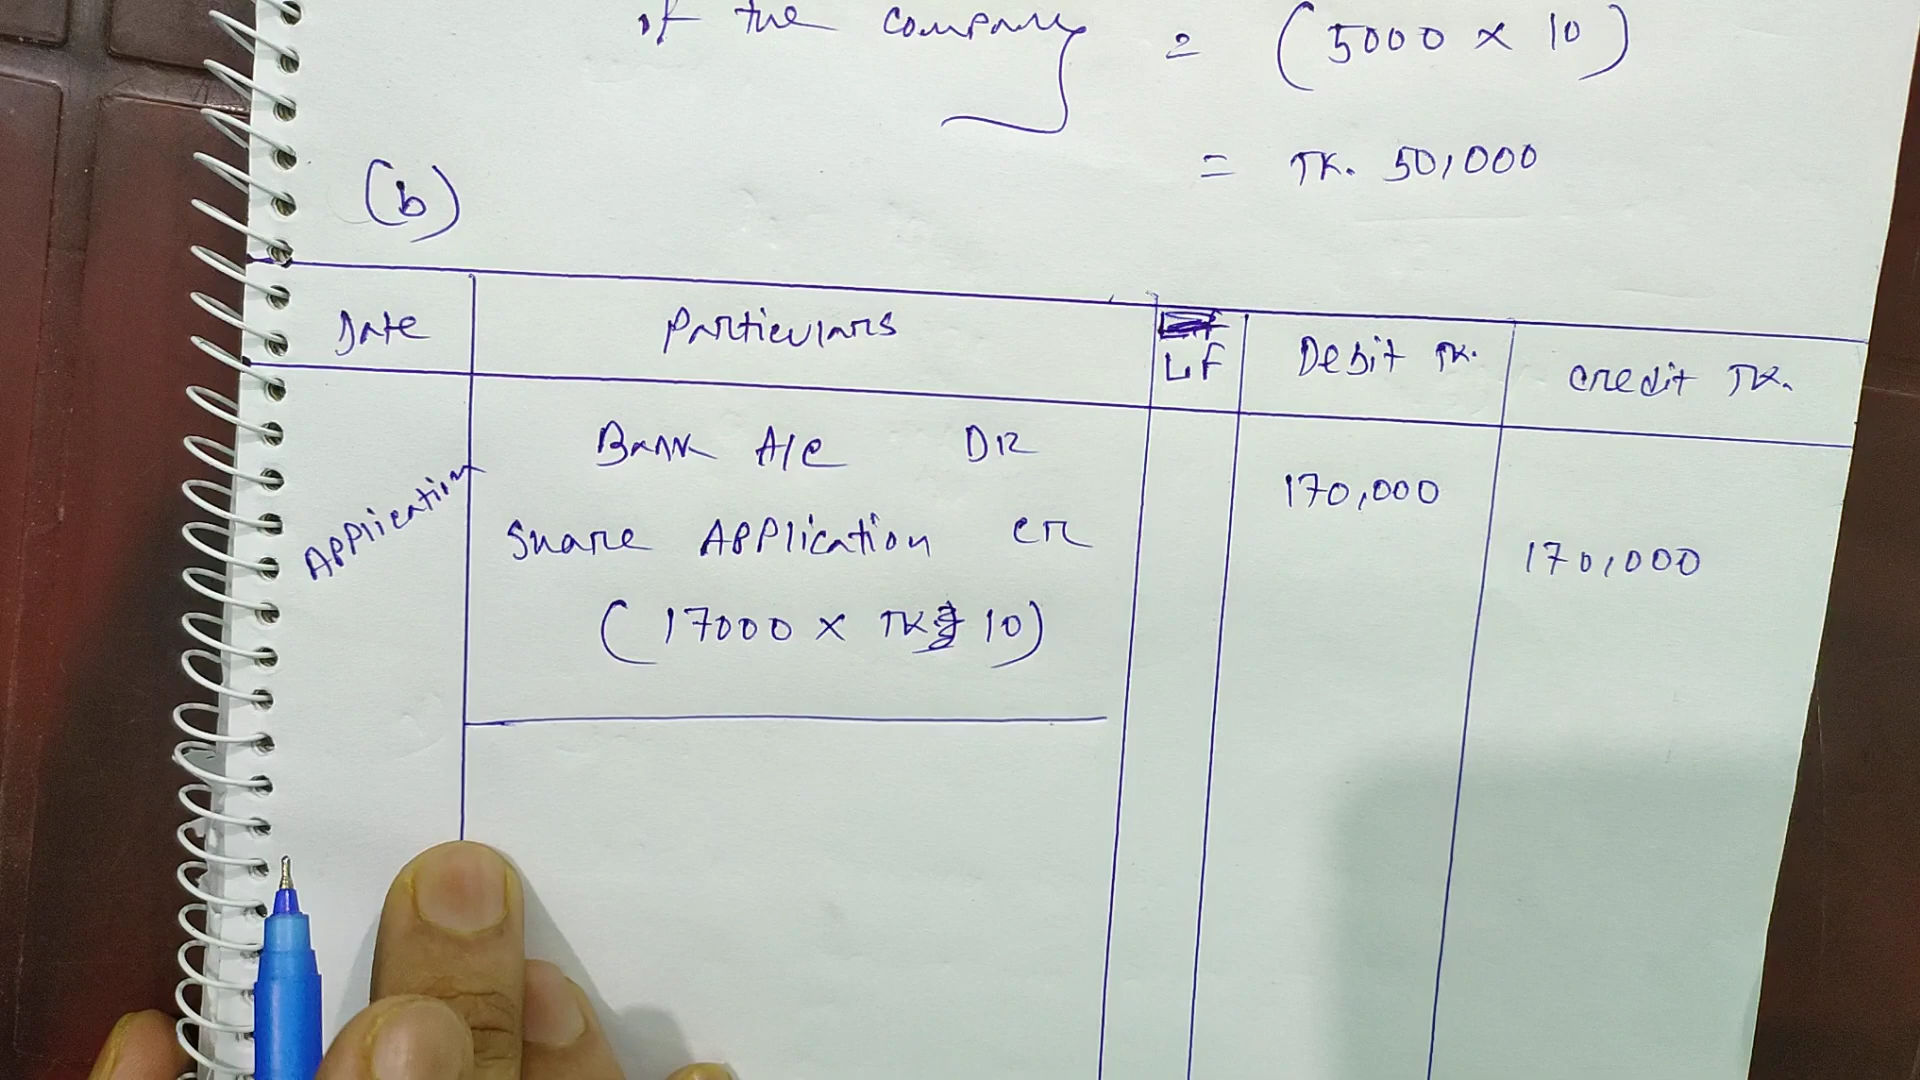 of the company = (5000 x 10)
= TK. 50,000
(b)
Date Particulars L.F Debit TK. credit TK.
Application
Bank A/C DR 170,000
Share Application cr 170,000
(17000 x TK 10)